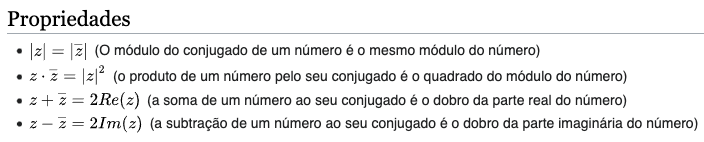 Propriedades
• |z| = |z̅| (O módulo do conjugado de um número é o mesmo módulo do número)
• z · z̅ = |z|² (o produto de um número pelo seu conjugado é o quadrado do módulo do número)
• z + z̅ = 2Re(z) (a soma de um número ao seu conjugado é o dobro da parte real do número)
• z − z̅ = 2Im(z) (a subtração de um número ao seu conjugado é o dobro da parte imaginária do número)